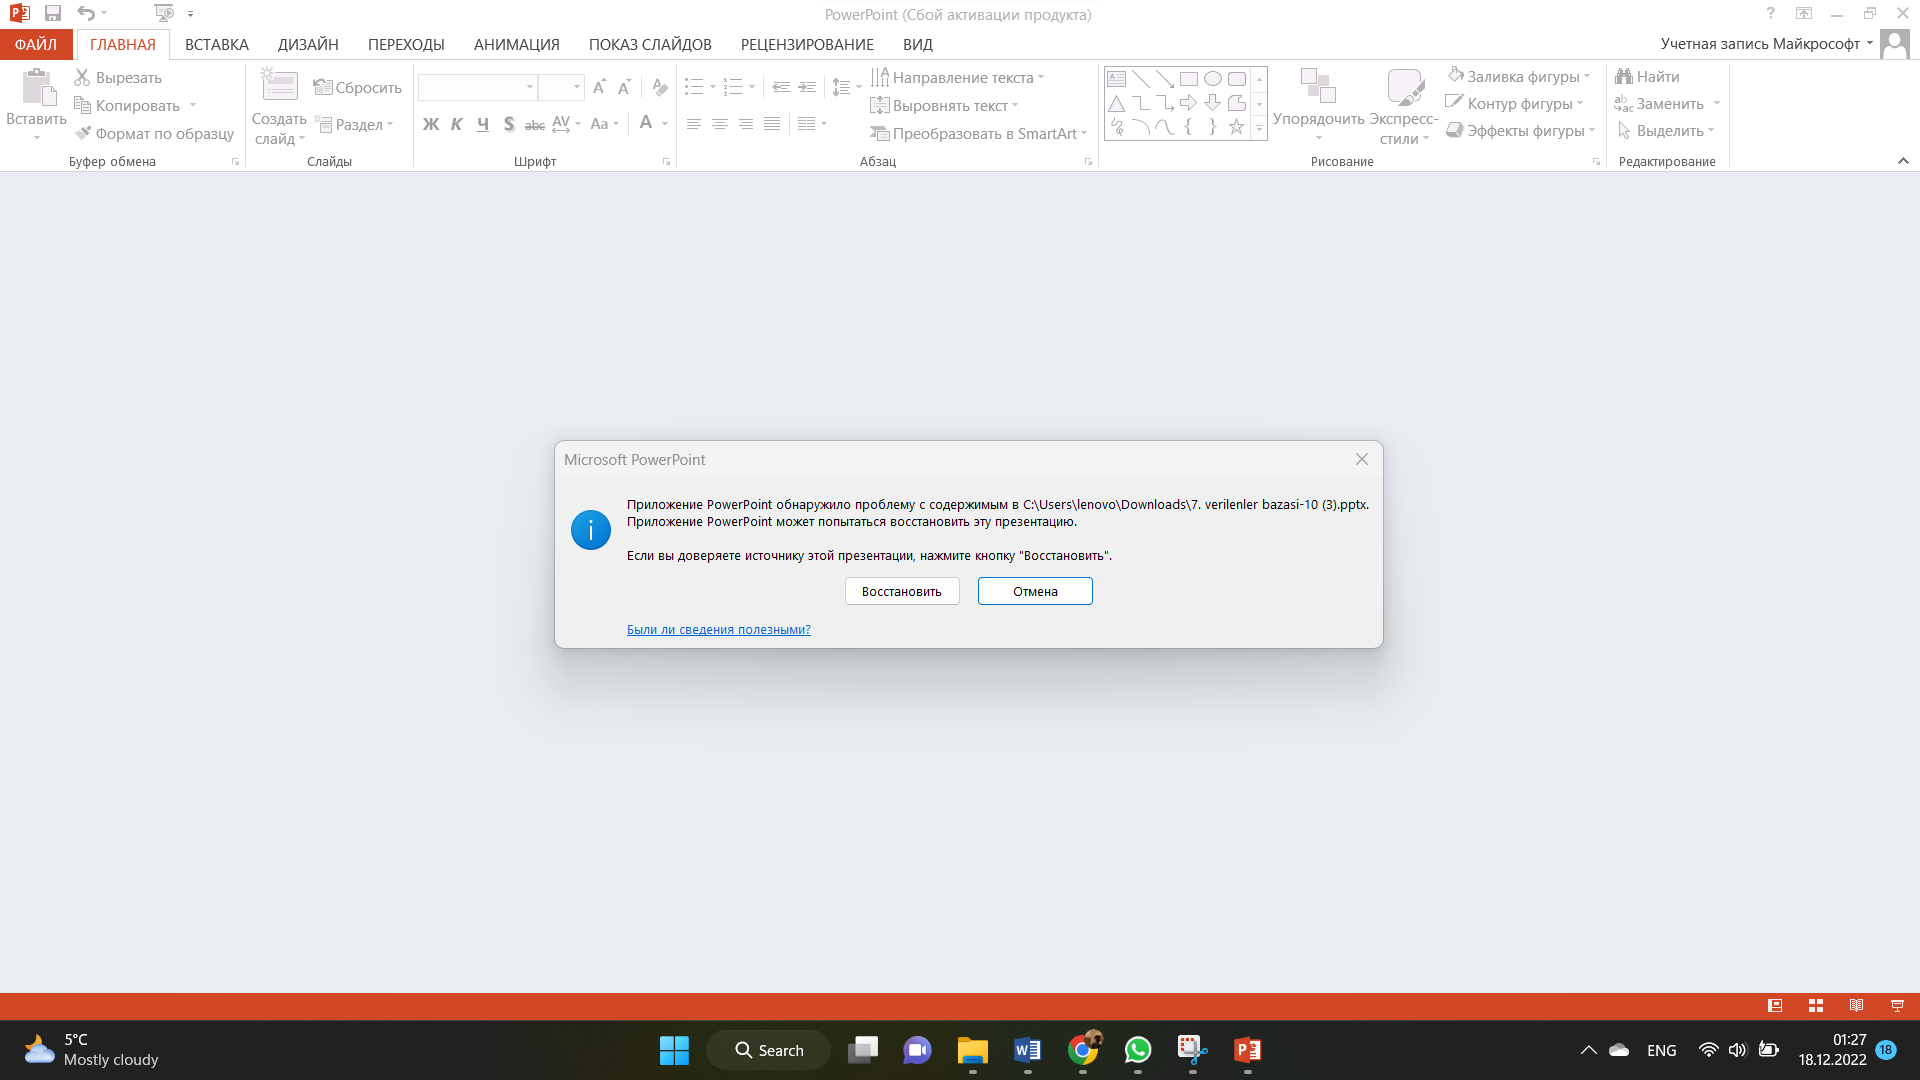 PowerPoint (Сбой активации продукта)
ФАЙЛ ГЛАВНАЯ ВСТАВКА ДИЗАЙН ПЕРЕХОДЫ АНИМАЦИЯ ПОКАЗ СЛАЙДОВ РЕЦЕНЗИРОВАНИЕ ВИД Учетная запись Майкрософт
Вставить
Вырезать
Копировать
Формат по образцу
Буфер обмена
Создать
слайд
Сбросить
Раздел
Слайды
Ж К Ч S abc AV Aa A
Шрифт
Направление текста
Выровнять текст
Преобразовать в SmartArt
Абзац
Упорядочить
Экспресс-
стили
Заливка фигуры
Контур фигуры
Эффекты фигуры
Рисование
Найти
Заменить
Выделить
Редактирование
Microsoft PowerPoint
Приложение PowerPoint обнаружило проблему с содержимым в C:\Users\lenovo\Downloads\7. verilenler bazasi-10 (3).pptx.
Приложение PowerPoint может попытаться восстановить эту презентацию.
Если вы доверяете источнику этой презентации, нажмите кнопку "Восстановить".
Восстановить Отмена
Были ли сведения полезными?
5°C
Mostly cloudy
Search
ENG
01:27
18.12.2022
18